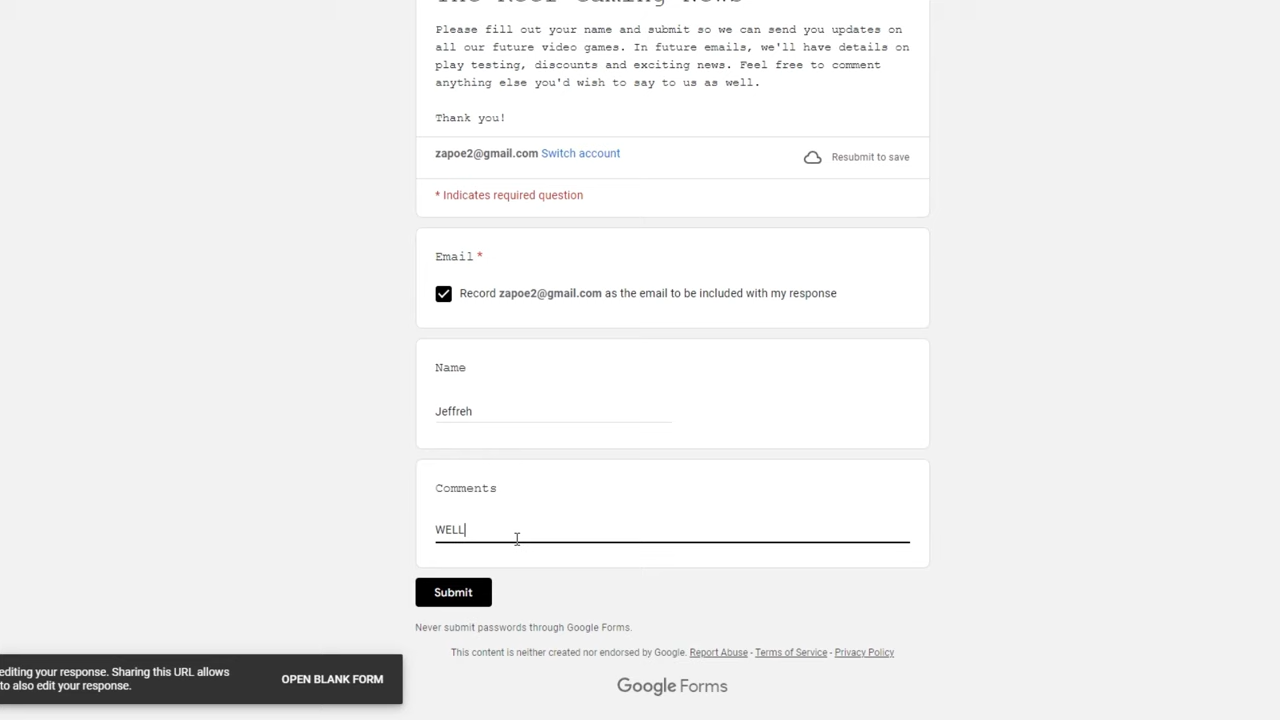 Please fill out your name and submit so we can send you updates on
all our future video games. In future emails, we'll have details on
play testing, discounts and exciting news. Feel free to comment
anything else you'd wish to say to us as well.
Thank you!
zapoe2@gmail.com Switch account
Resubmit to save
* Indicates required question
Email *
Record zapoe2@gmail.com as the email to be included with my response
Name
Jeffreh
Comments
WELL
Submit
Never submit passwords through Google Forms.
This content is neither created nor endorsed by Google. Report Abuse - Terms of Service - Privacy Policy
Google Forms
editing your response. Sharing this URL allows
to also edit your response.
OPEN BLANK FORM